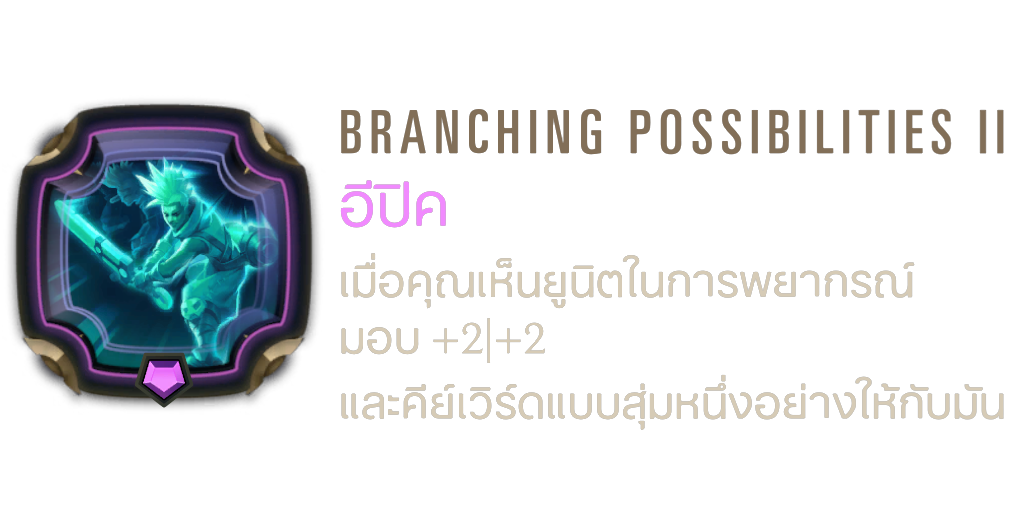 BRANCHING POSSIBILITIES II
อีปิค
เมื่อคุณเห็นยูนิตในการพยากรณ์
มอบ +2|+2
และคีย์เวิร์ดแบบสุ่มหนึ่งอย่างให้กับมัน